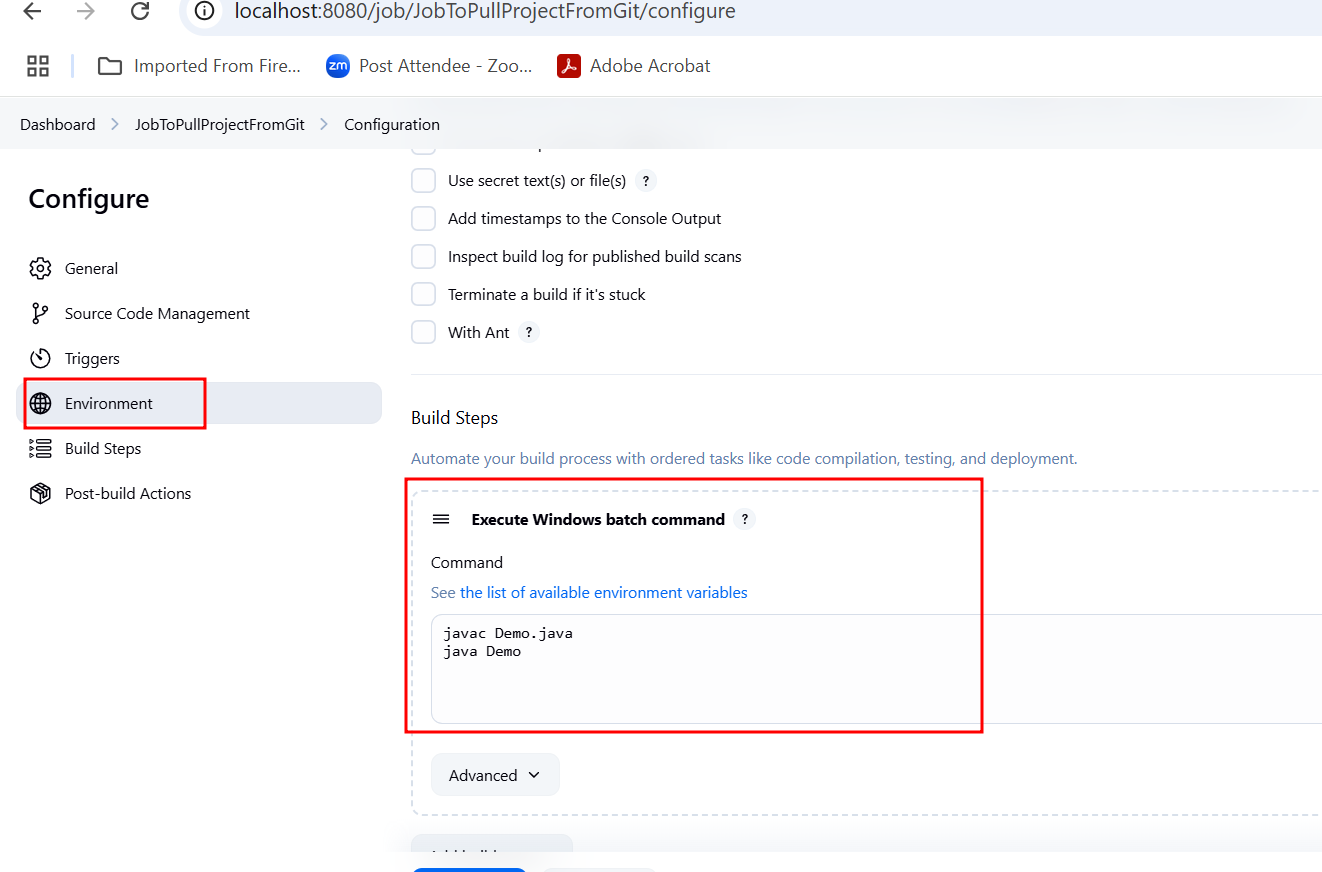 localhost:8080/job/JobToPullProjectFromGit/configure
Imported From Fire...
zm Post Attendee - Zoo...
Adobe Acrobat
Dashboard
JobToPullProjectFromGit
Configuration
Configure
General
Source Code Management
Triggers
Environment
Build Steps
Post-build Actions
Use secret text(s) or file(s) ?
Add timestamps to the Console Output
Inspect build log for published build scans
Terminate a build if it's stuck
With Ant ?
Build Steps
Automate your build process with ordered tasks like code compilation, testing, and deployment.
Execute Windows batch command ?
Command
See the list of available environment variables
javac Demo.java
java Demo
Advanced